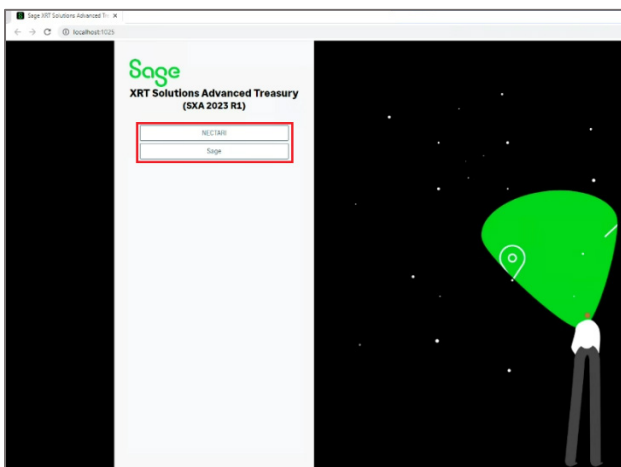 Sage XRT Solutions Advanced Tr
localhost:1025
Sage
XRT Solutions Advanced Treasury
(SXA 2023 R1)
NECTARI
Sage